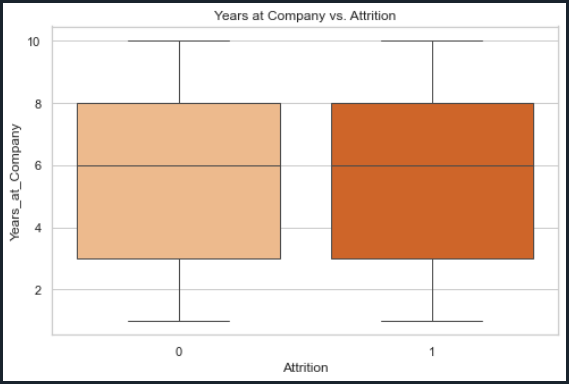 Years at Company vs. Attrition
Years_at_Company
10
8
6
4
2
0 1
Attrition